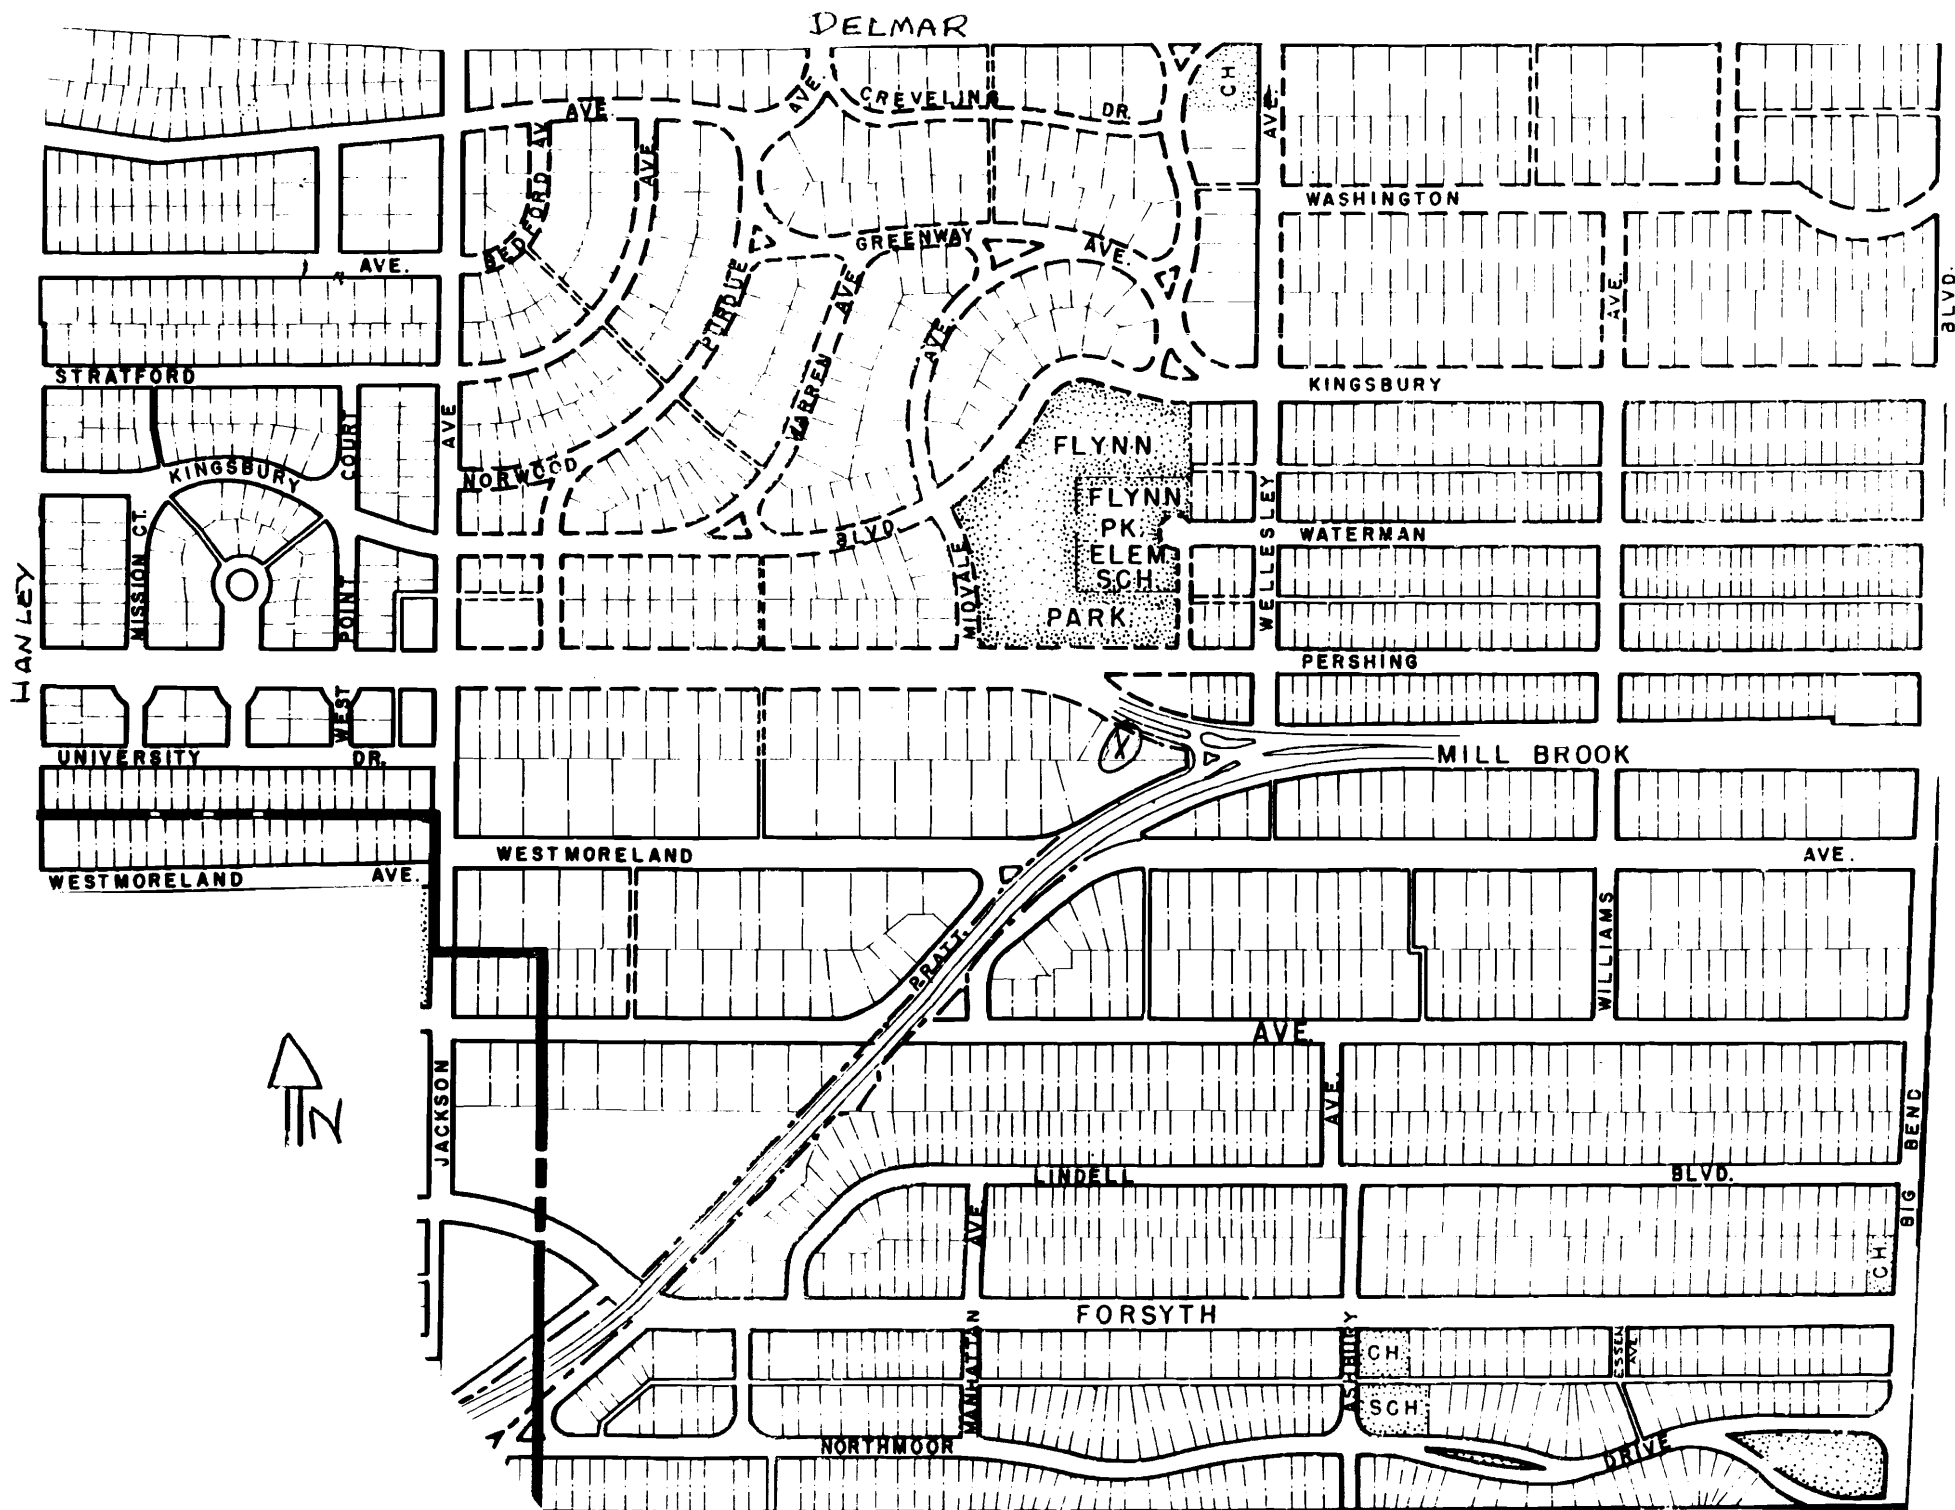 DELMAR
CREVELING
DR.
AVE.
AVE.
CH
AVE.
BEDFORD AV
AVE
WASHINGTON
GREENWAY
AVE.
AVE.
PURDUE
AVE
WARREN
AVE.
AVE.
BLVD.
STRATFORD
KINGSBURY
AVE
COURT
KINGSBURY
NORWOOD
FLYNN
FLYNN
PK.
ELEM
SCH.
PARK
WELLESLEY
WATERMAN
BLVD.
MIDVALE
MISSION CT.
POINT
WEST
HANLEY
PERSHING
X
UNIVERSITY
DR.
MILL BROOK
WESTMORELAND
AVE.
WESTMORELAND
AVE.
PRATT
WILLIAMS
AVE.
N
JACKSON
AVE.
BIG BEND
LINDELL
BLVD.
AVE.
CH.
FORSYTH
MANHATTAN
ASHBURY
CH
ESSEX
AVE
SCH
NORTHMOOR
DRIVE